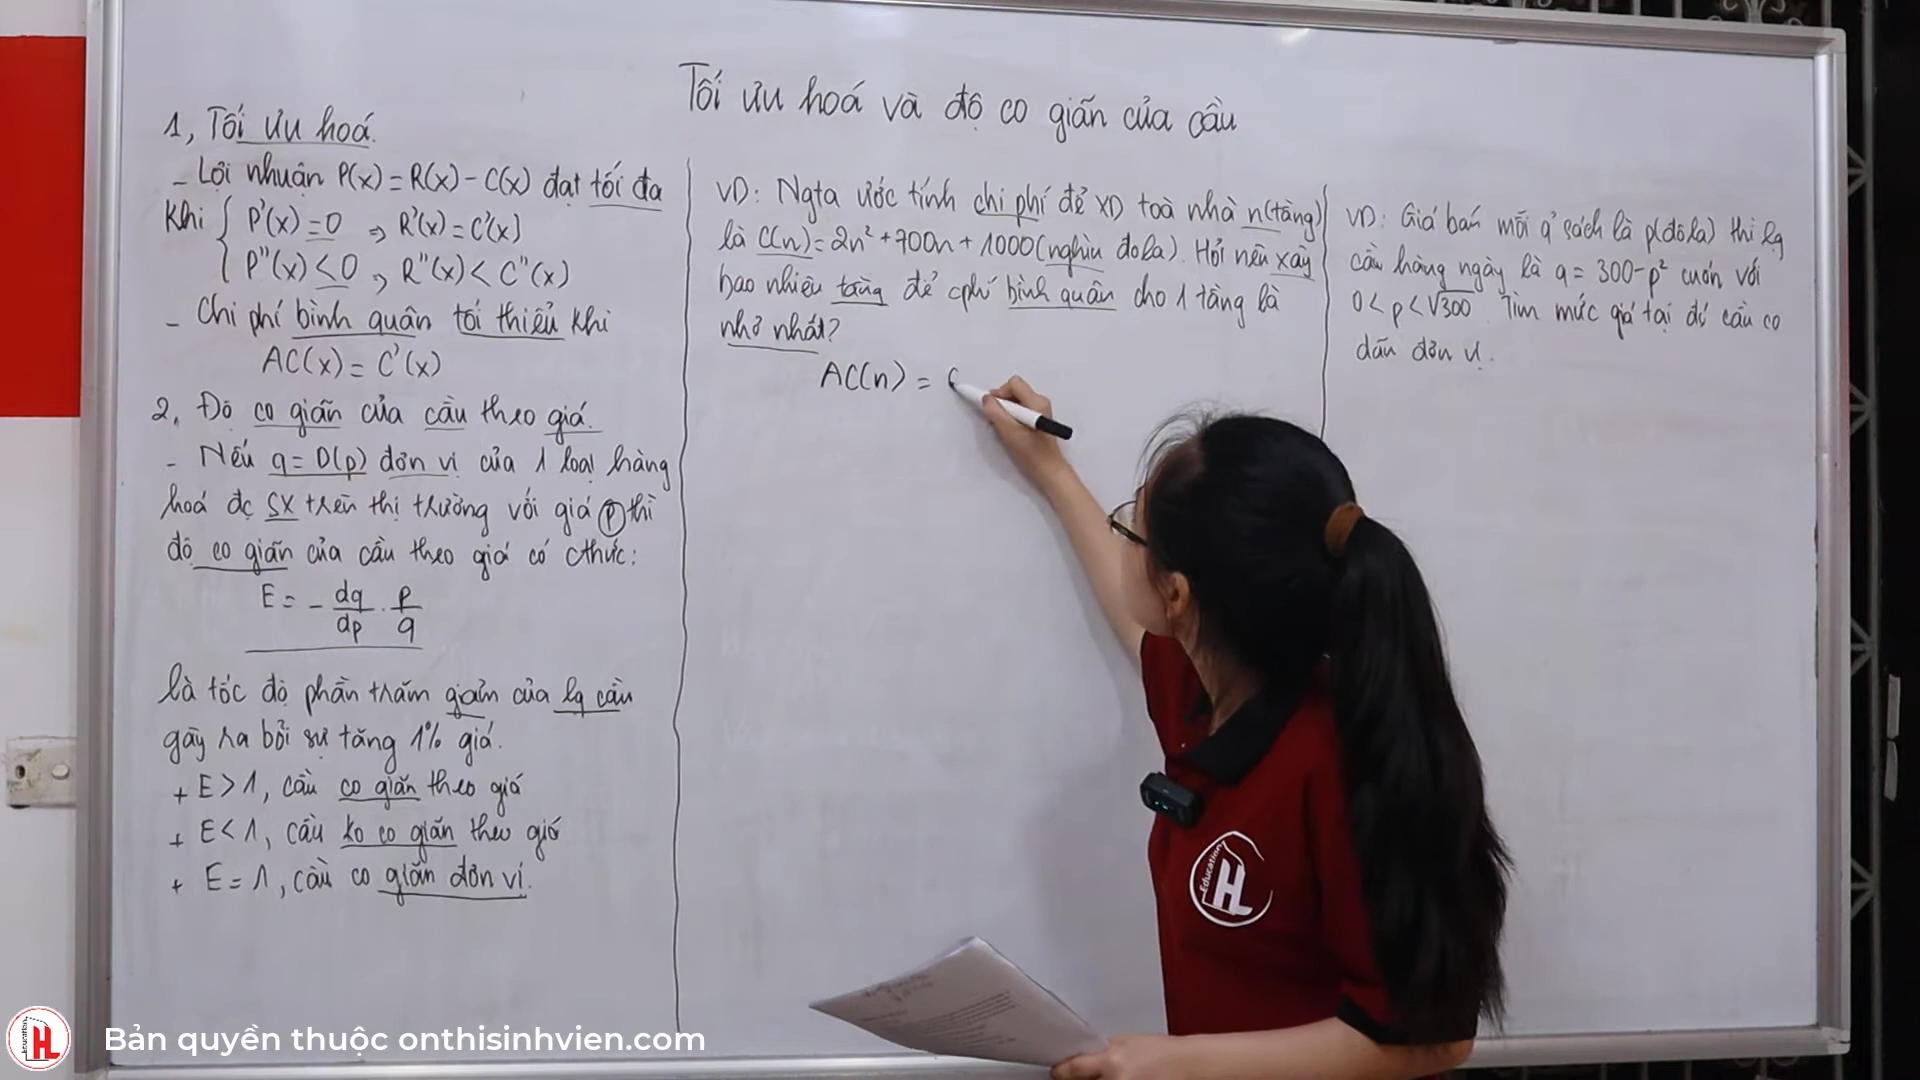 Tối ưu hoá và độ co giãn của cầu
1, Tối ưu hoá.
- Lợi nhuận P(x) = R(x) - C(x) đạt tối đa
khi { P'(x) = 0 => R'(x) = C'(x)
{ P''(x) < 0 => R''(x) < C''(x)
- Chi phí bình quân tối thiểu khi
AC(x) = C'(x)
2, Độ co giãn của cầu theo giá.
- Nếu q = D(p) đơn vị của 1 loại hàng
hoá đc SX trên thị trường với giá p thì
độ co giãn của cầu theo giá có cthức:
E = - dq/dp . p/q
là tốc độ phần trăm giảm của lg cầu
gây ra bởi sự tăng 1% giá.
+ E > 1, cầu co giãn theo giá
+ E < 1, cầu ko co giãn theo giá
+ E = 1, cầu co giãn đơn vị.
VD: Ngta ước tính chi phí để XD toà nhà n(tầng)
là C(n) = 2n² + 700n + 1000 (nghìn đola). Hỏi nên xây
bao nhiêu tầng để cphí bình quân cho 1 tầng là
nhỏ nhất?
AC(n) = C
VD: Giá bán mỗi q' sách là p(đôla) thì lg
cầu hàng ngày là q = 300 - p² cuốn với
0 < p < √300. Tìm mức giá tại đó cầu co
dãn đơn vị.
Education
HL
Education
HL
Bản quyền thuộc onthisinhvien.com